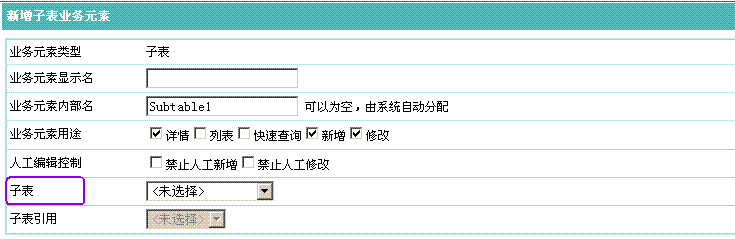 新增子表业务元素
业务元素类型 子表
业务元素显示名
业务元素内部名 Subtable1 可以为空，由系统自动分配
业务元素用途 详情 列表 快速查询 新增 修改
人工编辑控制 禁止人工新增 禁止人工修改
子表 <未选择>
子表引用 <未选择>